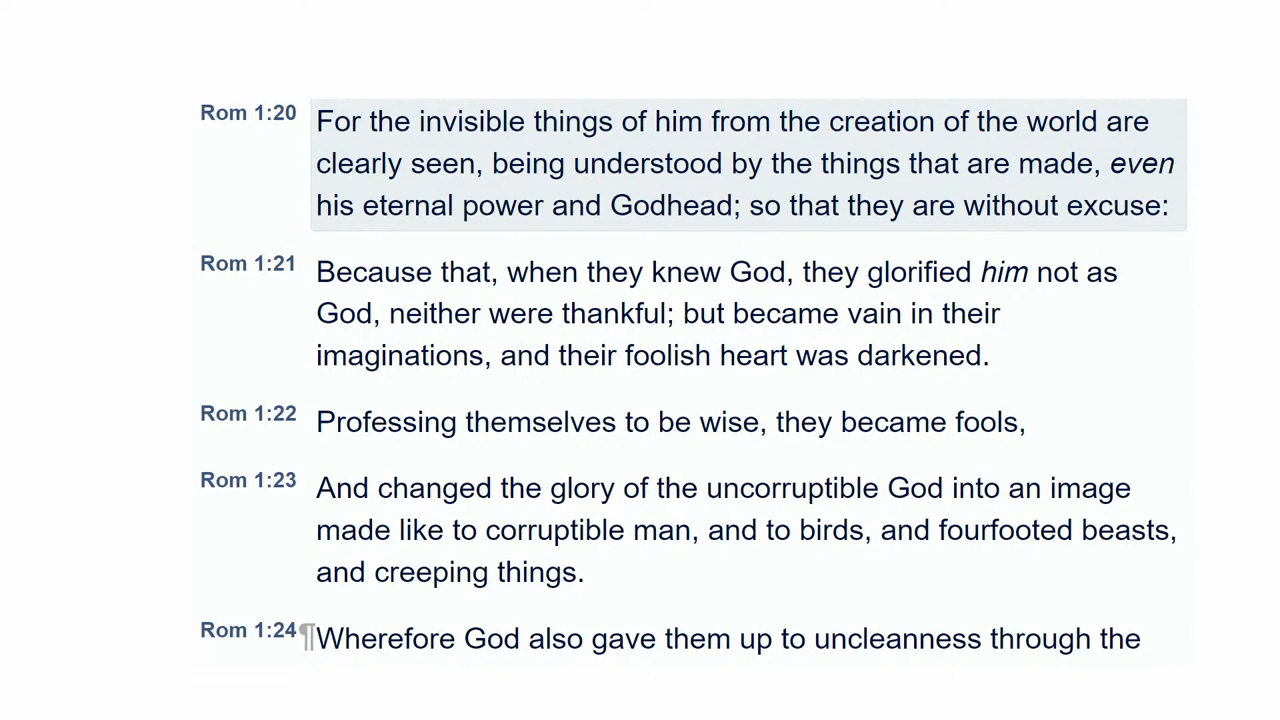 Rom 1:20 For the invisible things of him from the creation of the world are
clearly seen, being understood by the things that are made, even
his eternal power and Godhead; so that they are without excuse:
Rom 1:21 Because that, when they knew God, they glorified him not as
God, neither were thankful; but became vain in their
imaginations, and their foolish heart was darkened.
Rom 1:22 Professing themselves to be wise, they became fools,
Rom 1:23 And changed the glory of the uncorruptible God into an image
made like to corruptible man, and to birds, and fourfooted beasts,
and creeping things.
Rom 1:24 ¶Wherefore God also gave them up to uncleanness through the